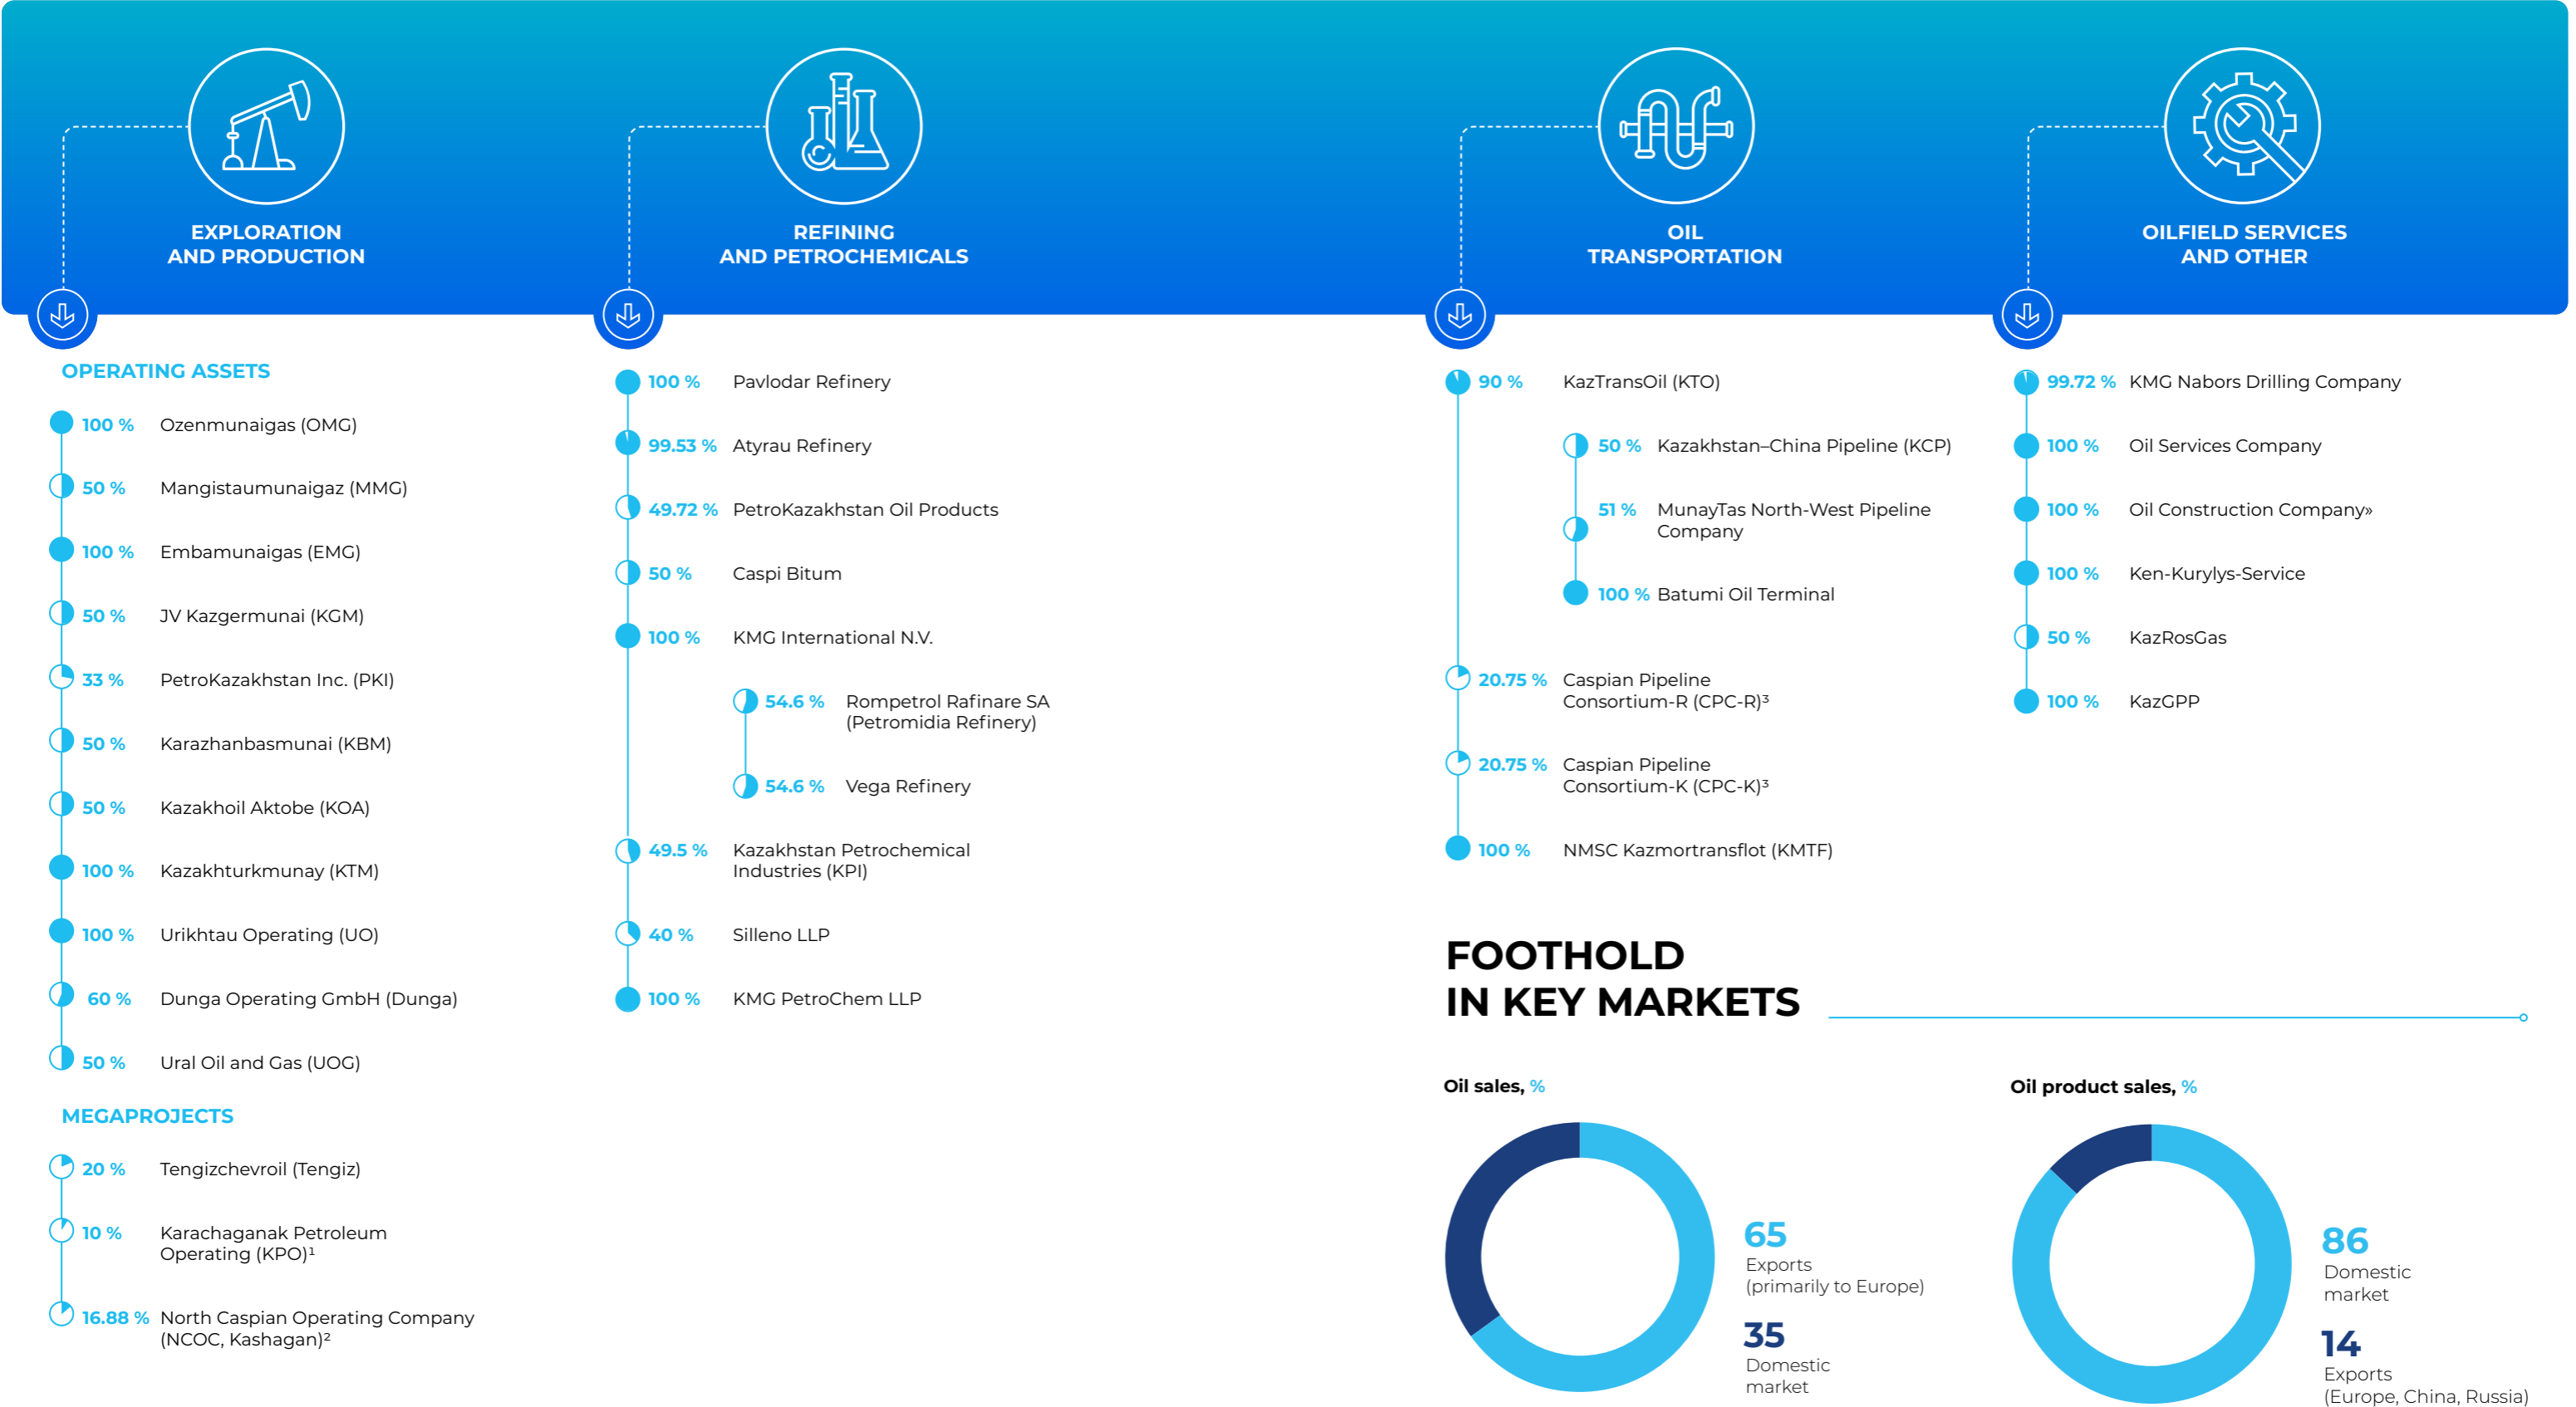 EXPLORATION
AND PRODUCTION
OPERATING ASSETS
100 % Ozenmunaigas (OMG)
50 % Mangistaumunaigaz (MMG)
100 % Embamunaigas (EMG)
50 % JV Kazgermunai (KGM)
33 % PetroKazakhstan Inc. (PKI)
50 % Karazhanbasmunai (KBM)
50 % Kazakhoil Aktobe (KOA)
100 % Kazakhturkmunay (KTM)
100 % Urikhtau Operating (UO)
60 % Dunga Operating GmbH (Dunga)
50 % Ural Oil and Gas (UOG)
MEGAPROJECTS
20 % Tengizchevroil (Tengiz)
10 % Karachaganak Petroleum
Operating (KPO)¹
16.88 % North Caspian Operating Company
(NCOC, Kashagan)²
REFINING
AND PETROCHEMICALS
100 % Pavlodar Refinery
99.53 % Atyrau Refinery
49.72 % PetroKazakhstan Oil Products
50 % Caspi Bitum
100 % KMG International N.V.
54.6 % Rompetrol Rafinare SA
(Petromidia Refinery)
54.6 % Vega Refinery
49.5 % Kazakhstan Petrochemical
Industries (KPI)
40 % Silleno LLP
100 % KMG PetroChem LLP
OIL
TRANSPORTATION
90 % KazTransOil (KTO)
50 % Kazakhstan–China Pipeline (KCP)
51 % MunayTas North-West Pipeline
Company
100 % Batumi Oil Terminal
20.75 % Caspian Pipeline
Consortium-R (CPC-R)³
20.75 % Caspian Pipeline
Consortium-K (CPC-K)³
100 % NMSC Kazmortransflot (KMTF)
OILFIELD SERVICES
AND OTHER
99.72 % KMG Nabors Drilling Company
100 % Oil Services Company
100 % Oil Construction Company»
100 % Ken-Kurylys-Service
50 % KazRosGas
100 % KazGPP
FOOTHOLD
IN KEY MARKETS
Oil sales, %
65
Exports
(primarily to Europe)
35
Domestic
market
Oil product sales, %
86
Domestic
market
14
Exports
(Europe, China, Russia)